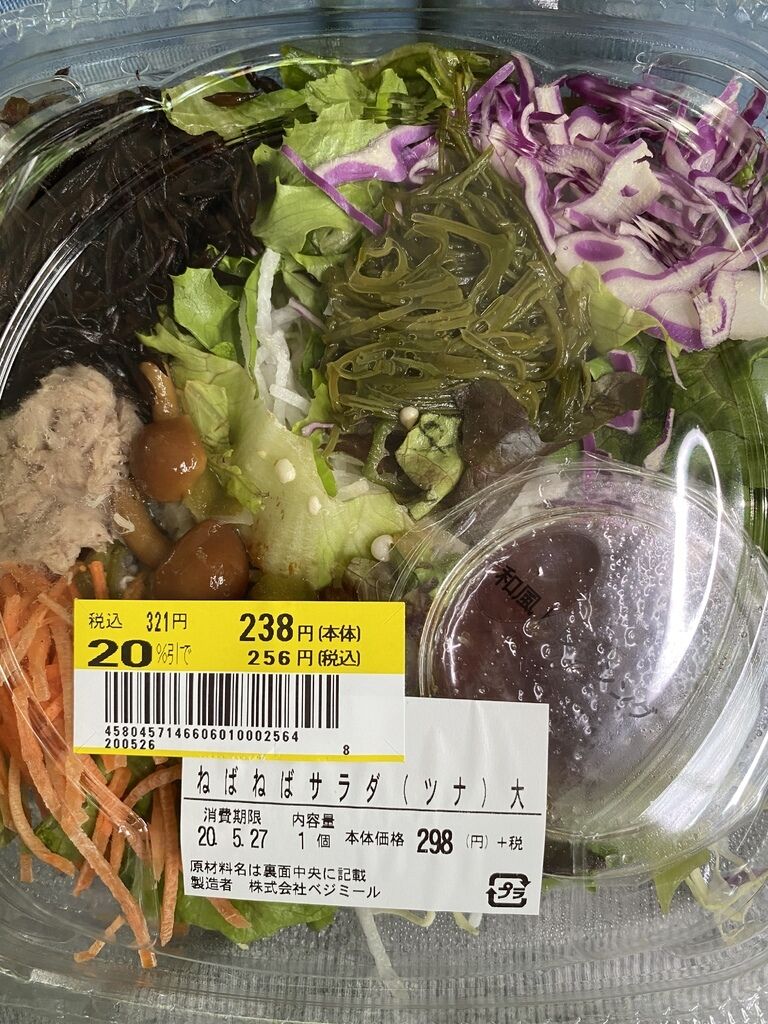 和風
ング
税込 321円
238円(本体)
20%引で
256円(税込)
4580457146606010002564
200526 8
ねばねばサラダ(ツナ)大
消費期限 内容量
20. 5.27 1個 本体価格 298(円)+税
原材料名は裏面中央に記載
製造者 株式会社ベジミール
プラ